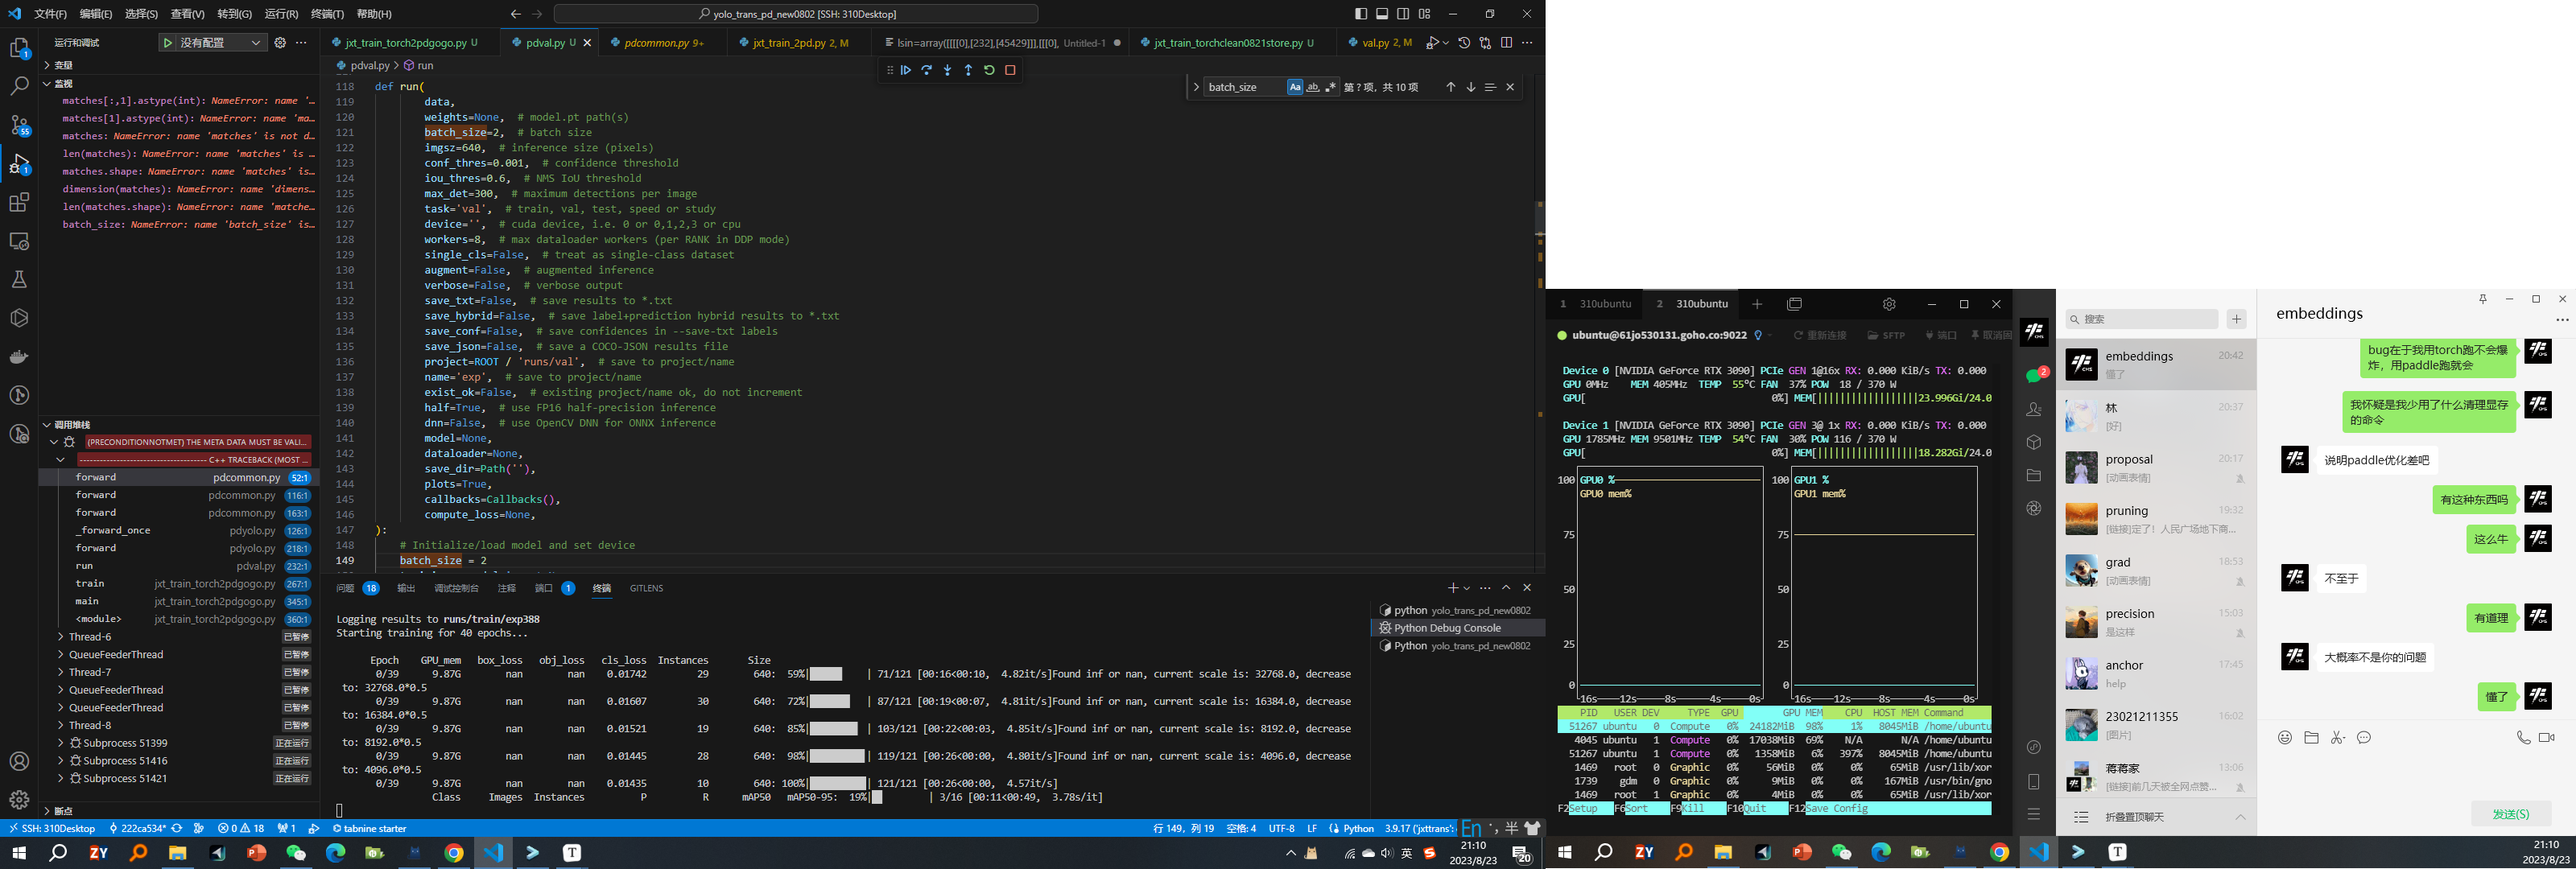 文件(F) 编辑(E) 选择(S) 查看(V) 转到(G) 运行(R) 终端(T) 帮助(H)
yolo_trans_pd_new0802 [SSH: 310Desktop]
运行和调试
没有配置
变量
监视
matches[:,1].astype(int): NameError: name '...
matches[1].astype(int): NameError: name 'ma...
matches: NameError: name 'matches' is not d...
len(matches): NameError: name 'matches' is ...
matches.shape: NameError: name 'matches' is...
dimension(matches): NameError: name 'dimens...
len(matches.shape): NameError: name 'matche...
batch_size: NameError: name 'batch_size' is...
调用堆栈
(PRECONDITIONNOTMET) THE META DATA MUST BE VALI...
-------------------------------------- C++ TRACEBACK (MOST ...
forward pdcommon.py 52:1
forward pdcommon.py 116:1
forward pdcommon.py 163:1
_forward_once pdyolo.py 126:1
forward pdyolo.py 218:1
run pdval.py 232:1
train jxt_train_torch2pdgogo.py 267:1
main jxt_train_torch2pdgogo.py 345:1
<module> jxt_train_torch2pdgogo.py 360:1
Thread-6 已暂停
QueueFeederThread 已暂停
Thread-7 已暂停
QueueFeederThread 已暂停
QueueFeederThread 已暂停
Thread-8 已暂停
Subprocess 51399 正在运行
Subprocess 51416 正在运行
Subprocess 51421 正在运行
断点
jxt_train_torch2pdgogo.py U
pdval.py U
pdcommon.py 9+
jxt_train_2pd.py 2, M
lsin=array([[[[0],[232],[45429]]],[[[0], Untitled-1
jxt_train_torchclean0821store.py U
val.py 2, M
pdval.py > run
batch_size Aa ab 第 ? 项，共 10 项
118 def run(
119 data,
120 weights=None, # model.pt path(s)
121 batch_size=2, # batch size
122 imgsz=640, # inference size (pixels)
123 conf_thres=0.001, # confidence threshold
124 iou_thres=0.6, # NMS IoU threshold
125 max_det=300, # maximum detections per image
126 task='val', # train, val, test, speed or study
127 device='', # cuda device, i.e. 0 or 0,1,2,3 or cpu
128 workers=8, # max dataloader workers (per RANK in DDP mode)
129 single_cls=False, # treat as single-class dataset
130 augment=False, # augmented inference
131 verbose=False, # verbose output
132 save_txt=False, # save results to *.txt
133 save_hybrid=False, # save label+prediction hybrid results to *.txt
134 save_conf=False, # save confidences in --save-txt labels
135 save_json=False, # save a COCO-JSON results file
136 project=ROOT / 'runs/val', # save to project/name
137 name='exp', # save to project/name
138 exist_ok=False, # existing project/name ok, do not increment
139 half=True, # use FP16 half-precision inference
140 dnn=False, # use OpenCV DNN for ONNX inference
141 model=None,
142 dataloader=None,
143 save_dir=Path(''),
144 plots=True,
145 callbacks=Callbacks(),
146 compute_loss=None,
147 ):
148 # Initialize/load model and set device
149 batch_size = 2
问题 18 输出 调试控制台 注释 端口 1 终端 GITLENS
Logging results to runs/train/exp388
Starting training for 40 epochs...
Epoch GPU_mem box_loss obj_loss cls_loss Instances Size
0/39 9.87G nan nan 0.01742 29 640: 59%| | 71/121 [00:16<00:10, 4.82it/s]Found inf or nan, current scale is: 32768.0, decrease
to: 32768.0*0.5
0/39 9.87G nan nan 0.01607 30 640: 72%| | 87/121 [00:19<00:07, 4.81it/s]Found inf or nan, current scale is: 16384.0, decrease
to: 16384.0*0.5
0/39 9.87G nan nan 0.01521 19 640: 85%| | 103/121 [00:22<00:03, 4.85it/s]Found inf or nan, current scale is: 8192.0, decrease
to: 8192.0*0.5
0/39 9.87G nan nan 0.01445 28 640: 98%| | 119/121 [00:26<00:00, 4.80it/s]Found inf or nan, current scale is: 4096.0, decrease
to: 4096.0*0.5
0/39 9.87G nan nan 0.01435 10 640: 100%| | 121/121 [00:26<00:00, 4.57it/s]
Class Images Instances P R mAP50 mAP50-95: 19%| | 3/16 [00:11<00:49, 3.78s/it]
python yolo_trans_pd_new0802
Python Debug Console
Python yolo_trans_pd_new0802
SSH: 310Desktop 222ca534* 0 18 1 tabnine starter
行 149，列 19 空格: 4 UTF-8 LF Python 3.9.17 ('jxttrans': En 半
英 21:10
2023/8/23
20
1 310ubuntu 2 310ubuntu
ubuntu@61jo530131.goho.co:9022 重新连接 SFTP 端口 取消固
Device 0 [NVIDIA GeForce RTX 3090] PCIe GEN 1@16x RX: 0.000 KiB/s TX: 0.000
GPU 0MHz MEM 405MHz TEMP 55°C FAN 37% POW 18 / 370 W
GPU[ 0%] MEM[||||||||||||||||||23.996Gi/24.0
Device 1 [NVIDIA GeForce RTX 3090] PCIe GEN 3@ 1x RX: 0.000 KiB/s TX: 0.000
GPU 1785MHz MEM 9501MHz TEMP 54°C FAN 30% POW 116 / 370 W
GPU[ 0%] MEM[||||||||||||||||||18.282Gi/24.0
100 GPU0 % 100 GPU1 %
GPU0 mem% GPU1 mem%
75 75
50 50
25 25
0 0
16s 12s 8s 4s 0s 16s 12s 8s 4s 0s
PID USER DEV TYPE GPU GPU MEM CPU HOST MEM Command
51267 ubuntu 0 Compute 0% 24182MiB 98% 1% 8045MiB /home/ubuntu
4045 ubuntu 1 Compute 0% 17038MiB 69% N/A N/A /home/ubuntu
51267 ubuntu 1 Compute 0% 1358MiB 6% 397% 8045MiB /home/ubuntu
1469 root 0 Graphic 0% 56MiB 0% 0% 65MiB /usr/lib/xor
1739 gdm 0 Graphic 0% 9MiB 0% 0% 167MiB /usr/bin/gno
1469 root 1 Graphic 0% 4MiB 0% 0% 65MiB /usr/lib/xor
F2Setup F6Sort F9Kill F10Quit F12Save Config
2
搜索
embeddings 20:42
懂了
林 20:37
[好]
proposal 20:17
[动画表情]
pruning 19:32
[链接]定了！人民广场地下商...
grad 18:53
[动画表情]
precision 15:03
是这样
anchor 17:45
help
23021211355 16:02
[图片]
蒋蒋家 13:06
[链接]前几天被全网点赞...
折叠置顶聊天
embeddings
bug在于我用torch跑不会爆
炸，用paddle跑就会
我怀疑是我少用了什么清理显存
的命令
说明paddle优化差吧
有这种东西吗
这么牛
不至于
有道理
大概率不是你的问题
懂了
发送(S)
21:10
2023/8/23